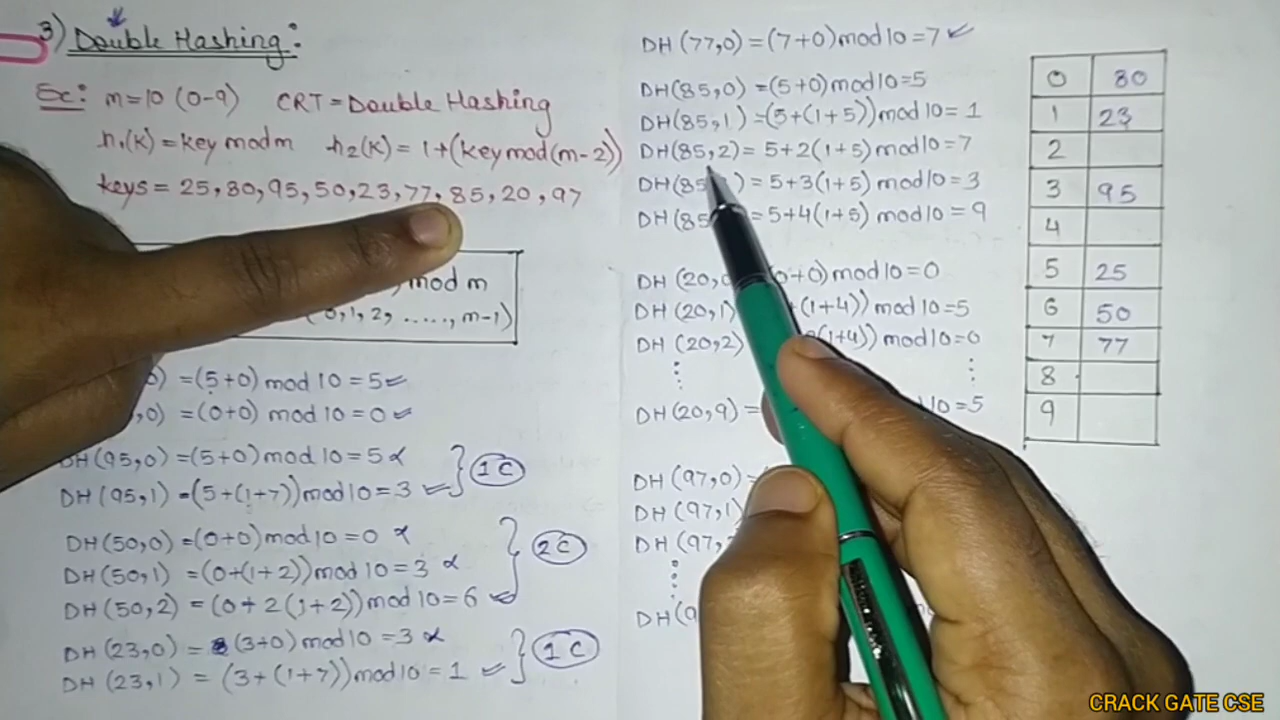 3) Double Hashing:
Ex: m=10 (0-9) CRT = Double Hashing
h₁(K) = key mod m h₂(K) = 1+(key mod(m-2))
keys = 25, 80, 95, 50, 23, 77, 85, 20, 97
mod m
0, 1, 2, ....., m-1)
0) =(5+0) mod 10 = 5 ✓
,0) =(0+0) mod 10 = 0 ✓
DH(95,0) =(5+0) mod 10 = 5 x
DH(95,1) =(5+(1+7))mod 10 = 3 ✓
1C
DH(50,0) =(0+0)mod 10 = 0 x
DH(50,1) =(0+(1+2))mod 10 = 3 x
DH(50,2) =(0+2(1+2))mod 10 = 6 ✓
2C
DH(23,0) = (3+0)mod 10 = 3 x
DH(23,1) = (3+(1+7))mod 10 = 1 ✓
1C
DH(77,0) =(7+0)mod 10 = 7 ✓
DH(85,0) =(5+0)mod 10 = 5
DH(85,1) =(5+(1+5))mod 10 = 1
DH(85,2) = 5+2(1+5)mod 10 = 7
DH(85 ) = 5+3(1+5) mod 10 = 3
DH(85 = 5+4(1+5) mod 10 = 9
DH(20, +0)mod 10 = 0
DH(20,1) (1+4))mod 10 = 5
DH(20,2) (1+4))mod 10 = 0
DH(20,9) = 10 = 5
DH(97,0) =
DH(97,1)
DH(97,
DH(9
0 80
1 23
2
3 95
4
5 25
6 50
7 77
8
9
CRACK GATE CSE